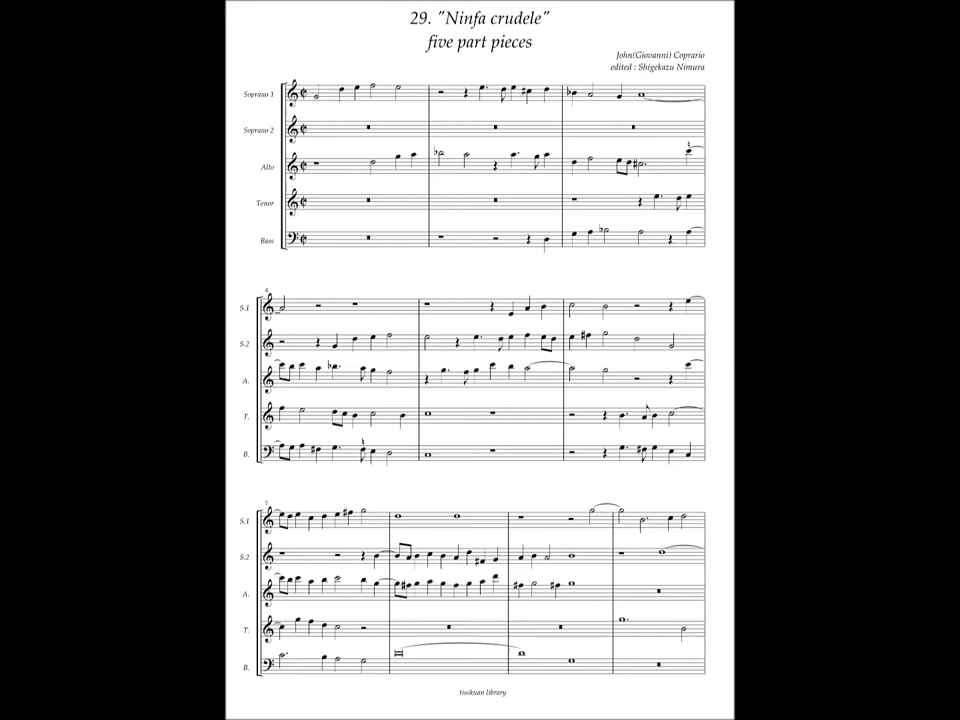 29. "Ninfa crudele"
five part pieces
John(Giovanni) Coprario
edited : Shigekazu Nimura
Soprano 1
Soprano 2
Alto
Tenor
Bass
4
S.1
S.2
A.
T.
B.
7
S.1
S.2
A.
T.
B.
tisokuan library